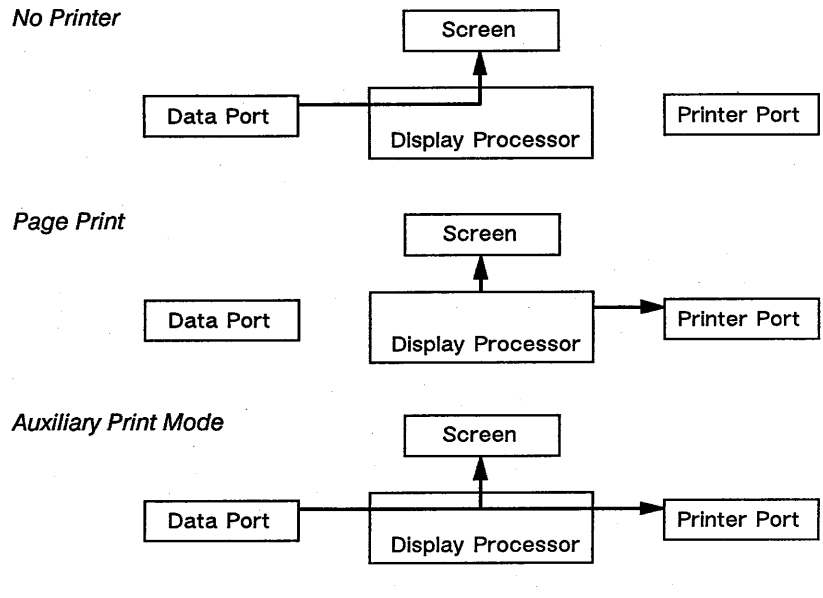 No Printer
Screen
Data Port
Display Processor
Printer Port
Page Print
Screen
Data Port
Display Processor
Printer Port
Auxiliary Print Mode
Screen
Data Port
Display Processor
Printer Port